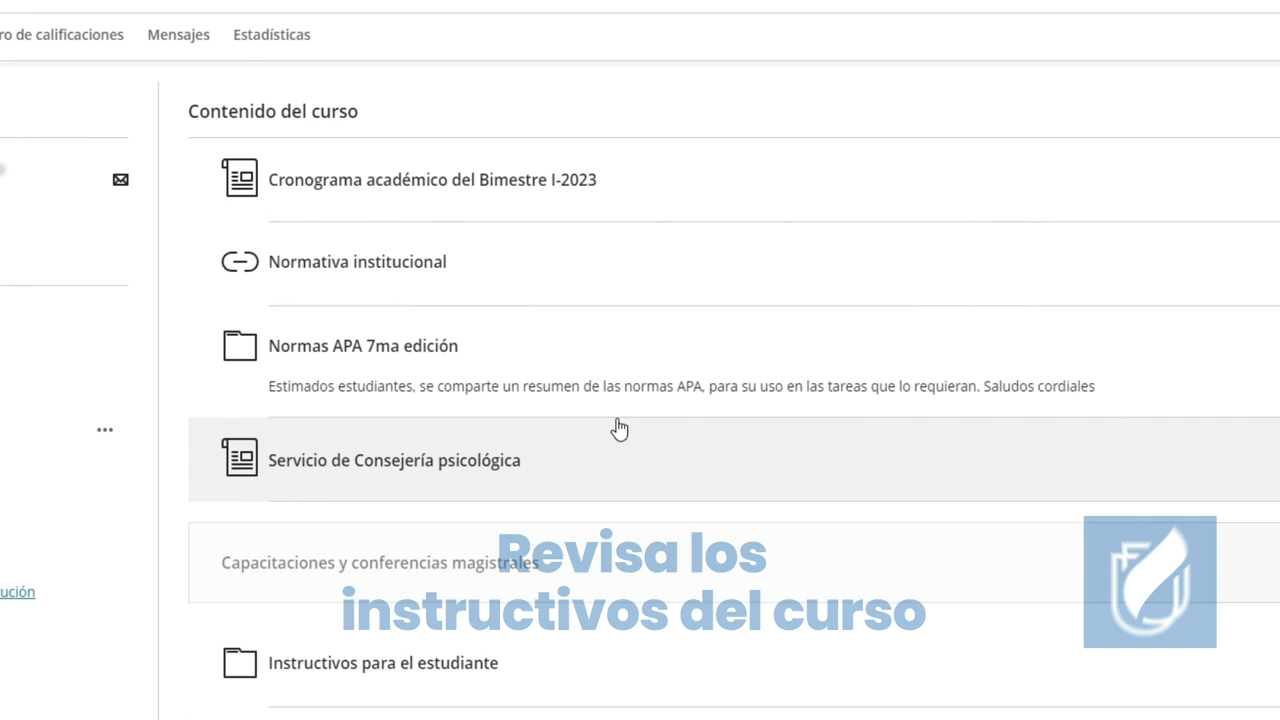 ro de calificaciones Mensajes Estadísticas
Contenido del curso
Cronograma académico del Bimestre I-2023
Normativa institucional
Normas APA 7ma edición
Estimados estudiantes, se comparte un resumen de las normas APA, para su uso en las tareas que lo requieran. Saludos cordiales
Servicio de Consejería psicológica
Capacitaciones y conferencias magistrales
Revisa los
instructivos del curso
ución
Instructivos para el estudiante